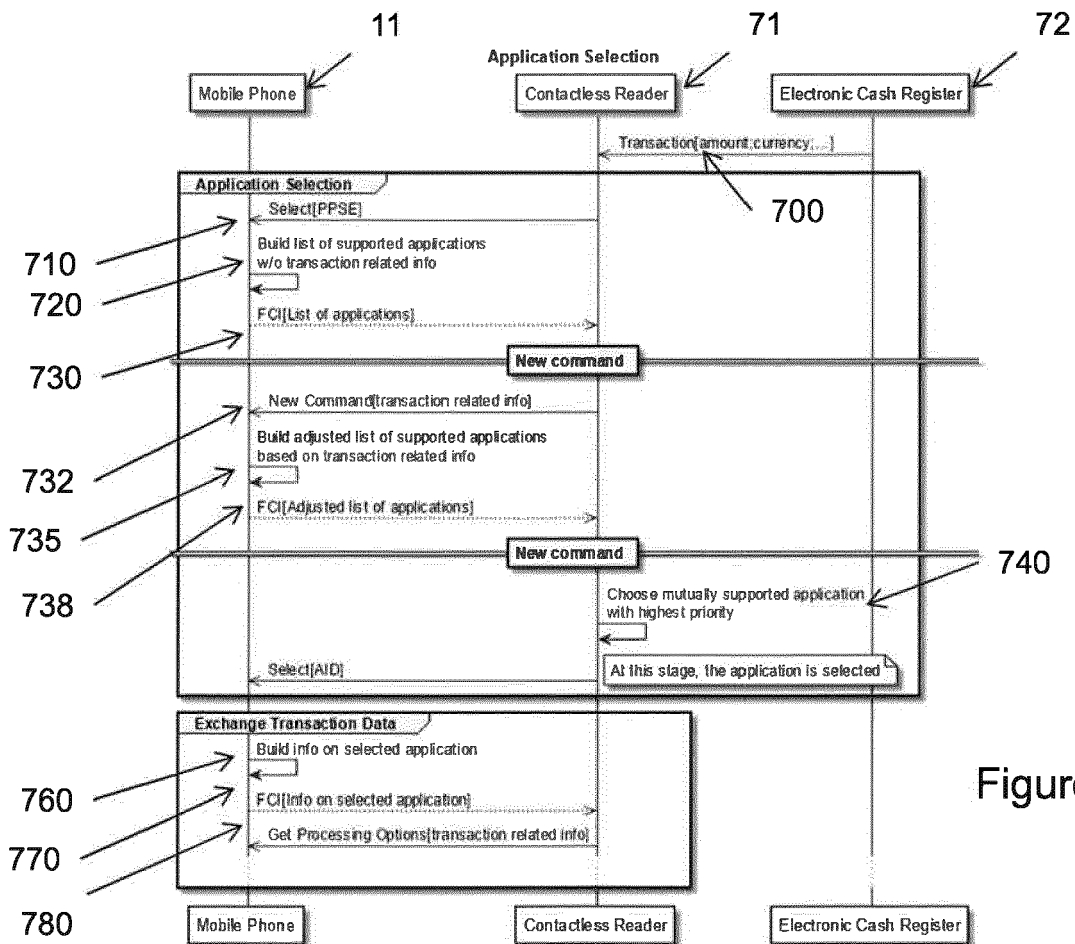 11
71
72
Application Selection
Mobile Phone
Contactless Reader
Electronic Cash Register
Transaction[amount;currency;...]
700
Application Selection
Select[PPSE]
710
Build list of supported applications
w/o transaction related info
720
FCI[List of applications]
730
New command
New Command[transaction related info]
732
Build adjusted list of supported applications
based on transaction related info
735
FCI[Adjusted list of applications]
738
New command
740
Choose mutually supported application
with highest priority
Select[AID]
At this stage, the application is selected
Exchange Transaction Data
Build info on selected application
760
FCI[Info on selected application]
770
Get Processing Options[transaction related info]
780
Figure
Mobile Phone
Contactless Reader
Electronic Cash Register